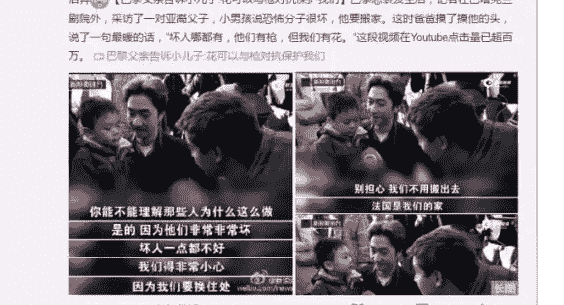 【巴黎父亲告诉小儿子:花可以与枪对抗保护我们】巴黎恐袭发生后,记者在巴塔克兰
剧院外,采访了一对亚裔父子,小男孩说恐怖分子很坏,他要搬家。这时爸爸摸了摸他的头,
说了一句最暖的话,"坏人哪都有,他们有枪,但我们有花。"这段视频在Youtube点击量已超百
万。 巴黎父亲告诉小儿子:花可以与枪对抗保护我们
你能不能理解那些人为什么这么做
是的 因为他们非常非常坏
坏人一点都不好
我们得非常小心
因为我们要换住处
别担心 我们不用搬出去
法国是我们的家
长图